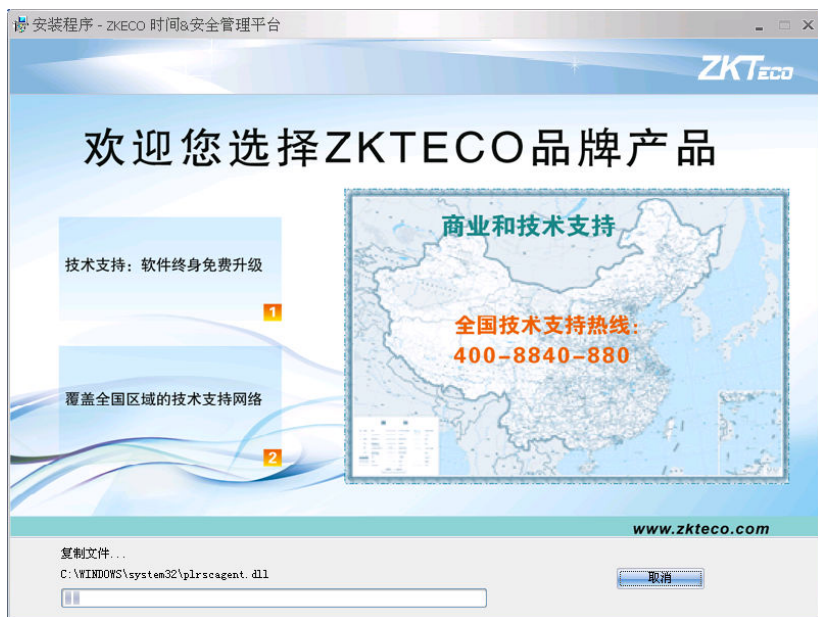 安装程序 - ZKECO 时间&安全管理平台
ZKTECO
欢迎您选择ZKTECO品牌产品
技术支持：软件终身免费升级
1
覆盖全国区域的技术支持网络
2
商业和技术支持
全国技术支持热线：
400-8840-880
www.zkteco.com
复制文件...
C:\WINDOWS\system32\plrscagent.dll
取消